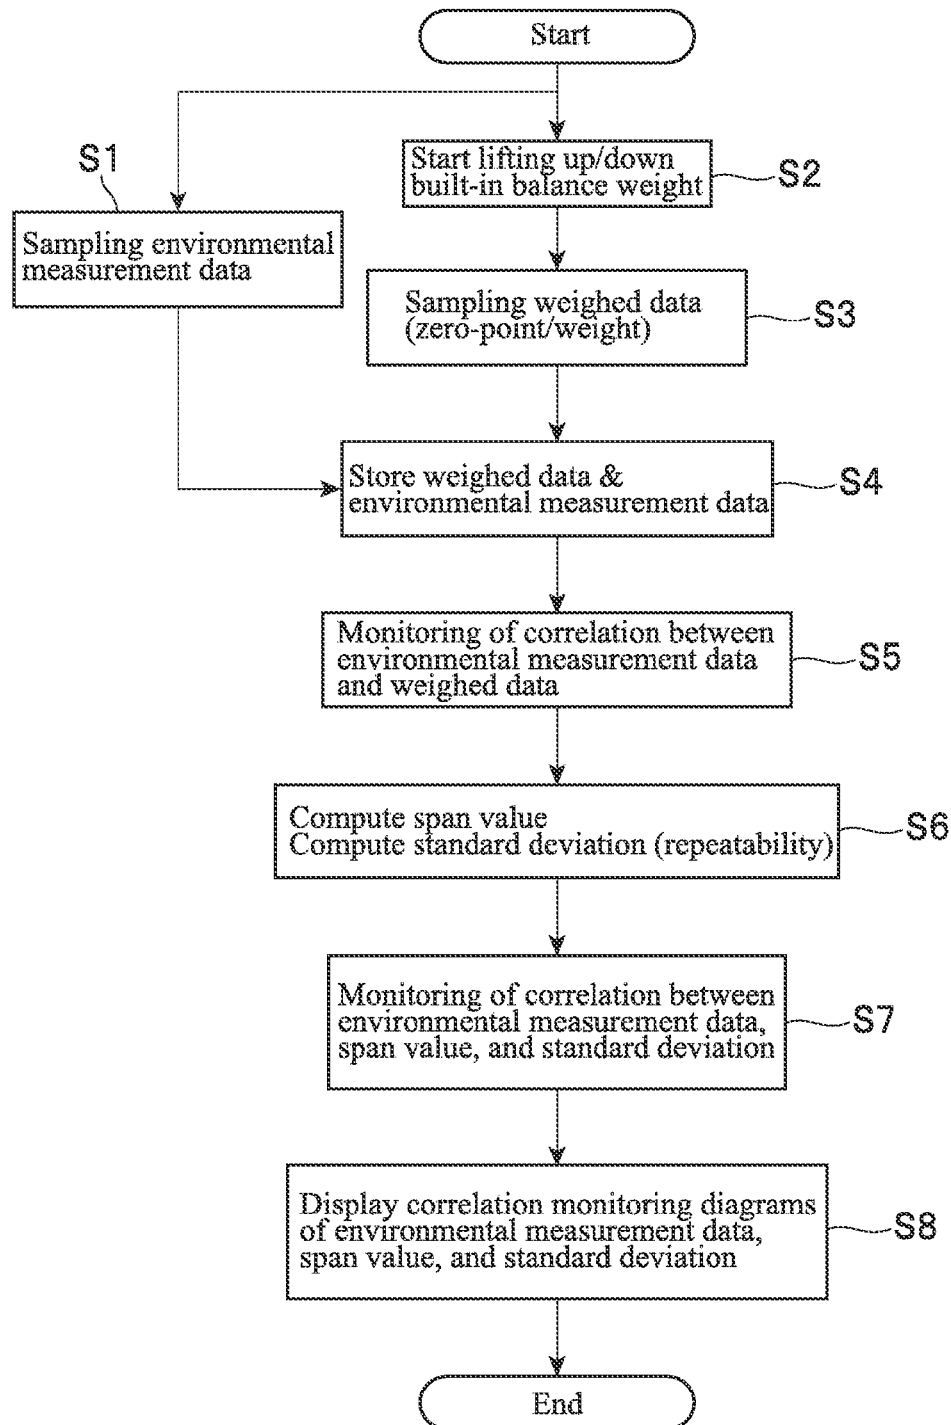 Start
S1
Start lifting up/down
built-in balance weight
S2
Sampling environmental
measurement data
Sampling weighed data
(zero-point/weight)
S3
Store weighed data &
environmental measurement data
S4
Monitoring of correlation between
environmental measurement data
and weighed data
S5
Compute span value
Compute standard deviation (repeatability)
S6
Monitoring of correlation between
environmental measurement data,
span value, and standard deviation
S7
Display correlation monitoring diagrams
of environmental measurement data,
span value, and standard deviation
S8
End